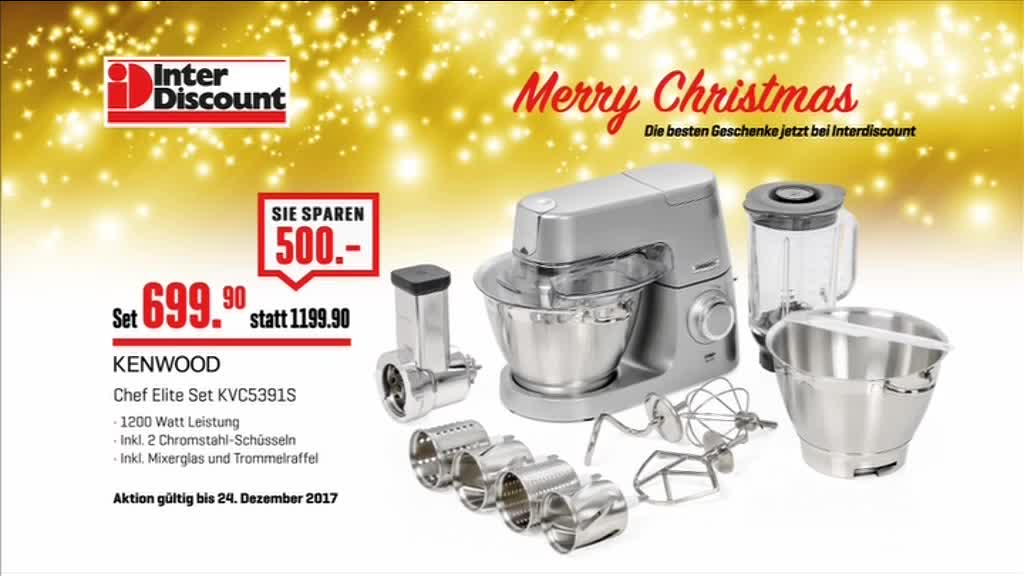 iD Inter Discount
Merry Christmas
Die besten Geschenke jetzt bei Interdiscount
SIE SPAREN
500.-
Set 699.90 statt 1199.90
KENWOOD
Chef Elite Set KVC5391S
· 1200 Watt Leistung
· Inkl. 2 Chromstahl-Schüsseln
· Inkl. Mixerglas und Trommelraffel
Aktion gültig bis 24. Dezember 2017